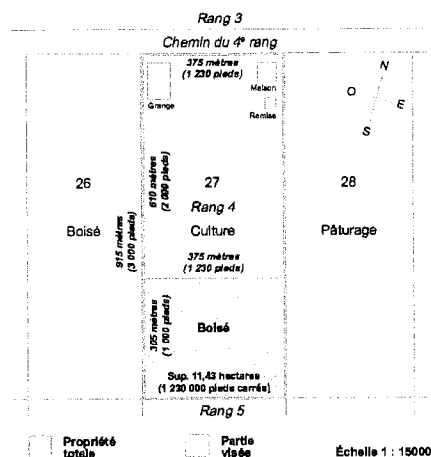 Rang 3
Chemin du 4e rang
375 mètres
(1 230 pieds)
Grange
Maison
Remise
N
O
E
S
610 mètres
(2 000 pieds)
26
27
28
Rang 4
Boisé
Culture
Pâturage
915 mètres
(3 000 pieds)
375 mètres
(1 230 pieds)
305 mètres
(1 000 pieds)
Boisé
Sup. 11,43 hectares
(1 230 000 pieds carrés)
Rang 5
Propriété
totale
Partie
visée
Échelle 1 : 15000